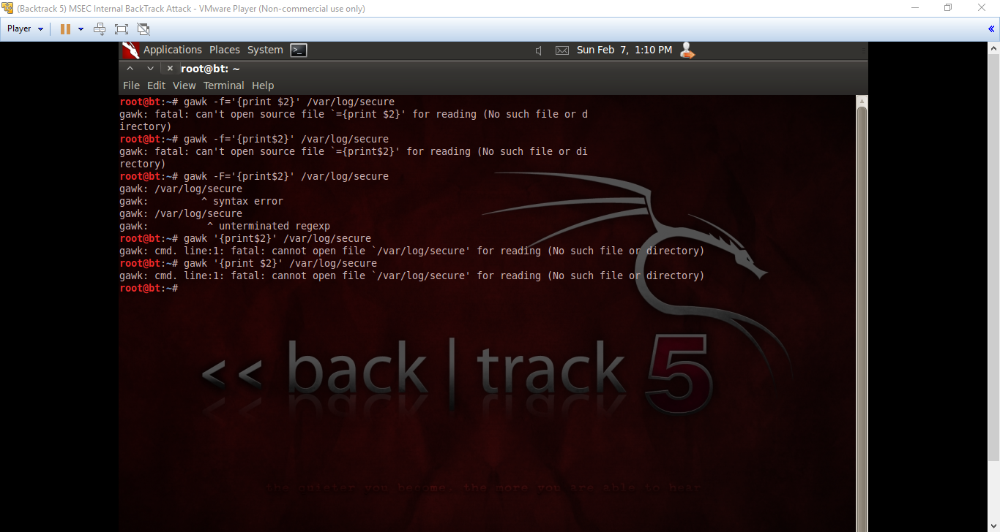 (Backtrack 5) MSEC Internal BackTrack Attack - VMware Player (Non-commercial use only)
Player
Applications Places System Sun Feb 7, 1:10 PM
root@bt: ~
File Edit View Terminal Help
root@bt:~# gawk -f='{print $2}' /var/log/secure
gawk: fatal: can't open source file `={print $2}' for reading (No such file or d
irectory)
root@bt:~# gawk -f='{print$2}' /var/log/secure
gawk: fatal: can't open source file `={print$2}' for reading (No such file or di
rectory)
root@bt:~# gawk -F='{print$2}' /var/log/secure
gawk: /var/log/secure
gawk:         ^ syntax error
gawk: /var/log/secure
gawk:          ^ unterminated regexp
root@bt:~# gawk '{print$2}' /var/log/secure
gawk: cmd. line:1: fatal: cannot open file `/var/log/secure' for reading (No such file or directory)
root@bt:~# gawk '{print $2}' /var/log/secure
gawk: cmd. line:1: fatal: cannot open file `/var/log/secure' for reading (No such file or directory)
root@bt:~#
<< back | track 5
the quieter you become, the more you are able to hear